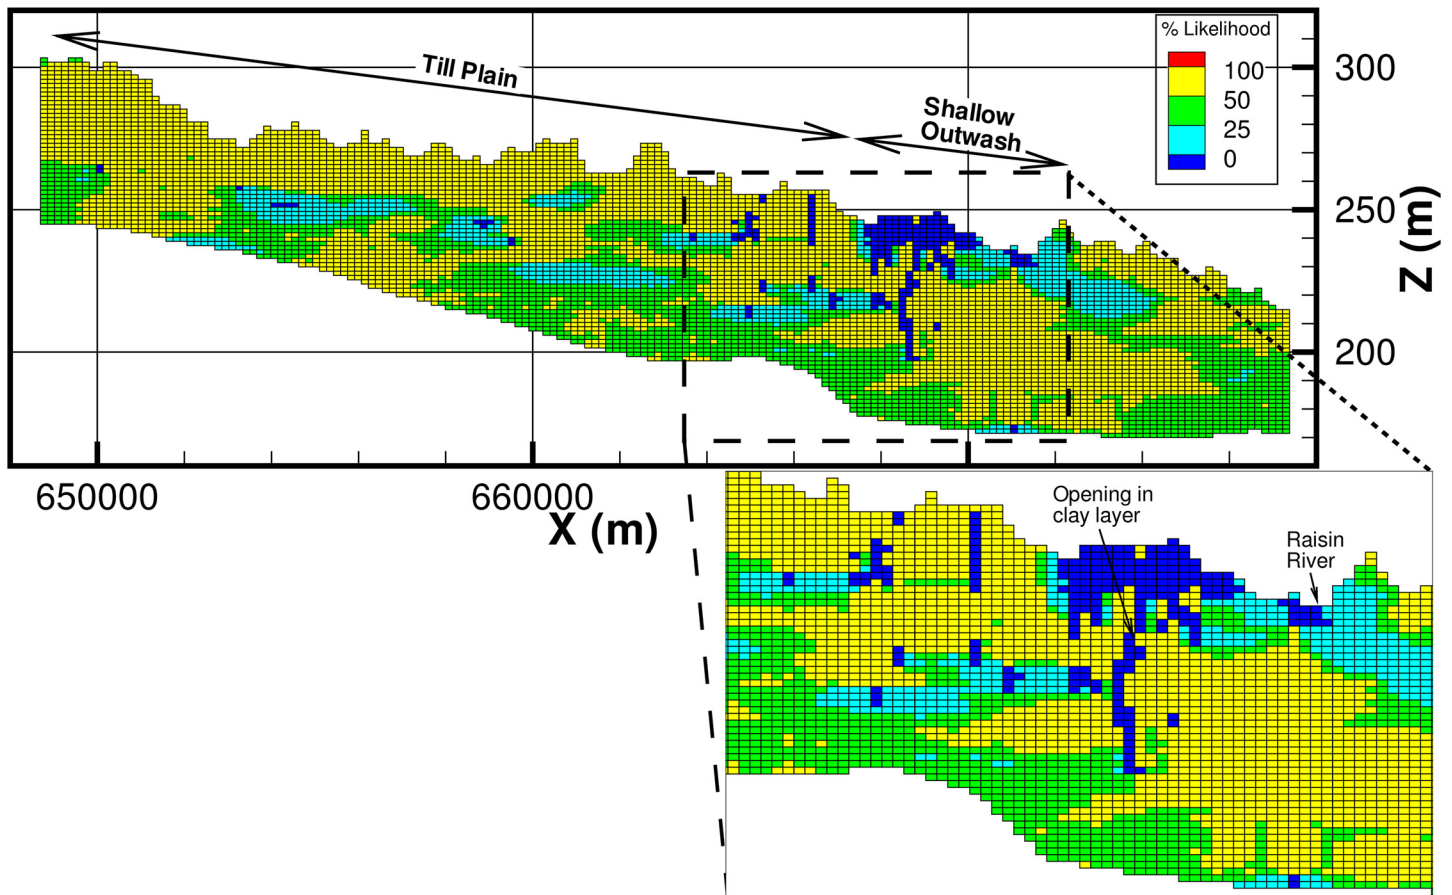 % Likelihood
100
50
25
0
Till Plain
Shallow
Outwash
300
250
200
Z (m)
650000
660000
X (m)
Opening in
clay layer
Raisin
River